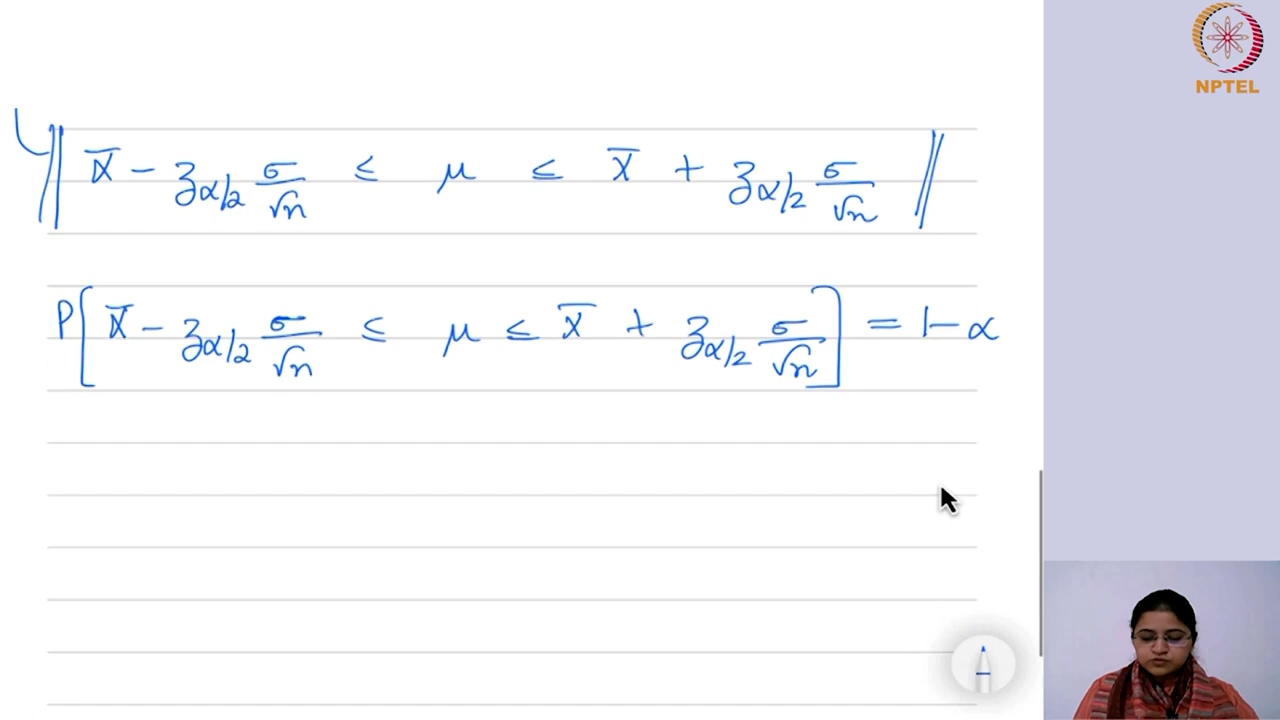 NPTEL
x̄ - z_{α/2} σ/√n ≤ μ ≤ x̄ + z_{α/2} σ/√n
P[x̄ - z_{α/2} σ/√n ≤ μ ≤ x̄ + z_{α/2} σ/√n] = 1-α